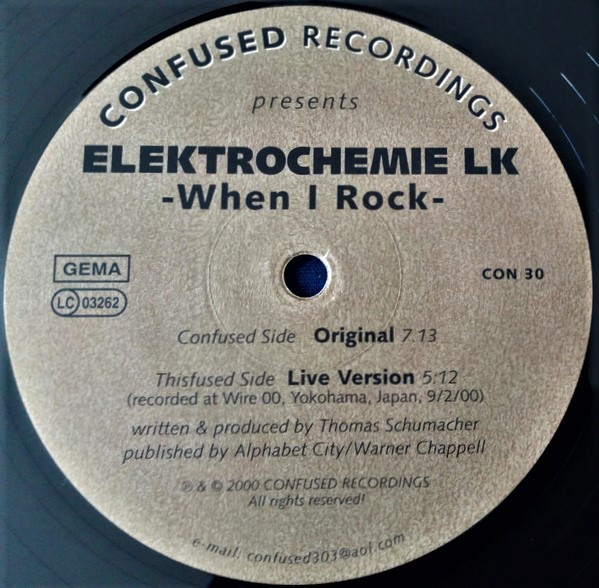 CONFUSED RECORDINGS
presents
ELEKTROCHEMIE LK
-When I Rock-
GEMA
LC 03262
CON 30
Confused Side Original 7.13
Thisfused Side Live Version 5:12
(recorded at Wire 00, Yokohama, Japan, 9/2/00)
written & produced by Thomas Schumacher
published by Alphabet City/Warner Chappell
℗ & © 2000 CONFUSED RECORDINGS
All rights reserved!
e-mail: confused303@aol.com